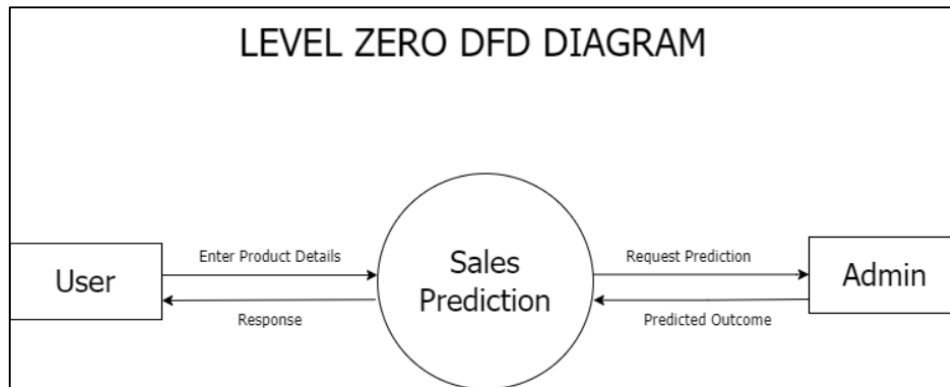 LEVEL ZERO DFD DIAGRAM
User
Enter Product Details
Response
Sales
Prediction
Request Prediction
Predicted Outcome
Admin